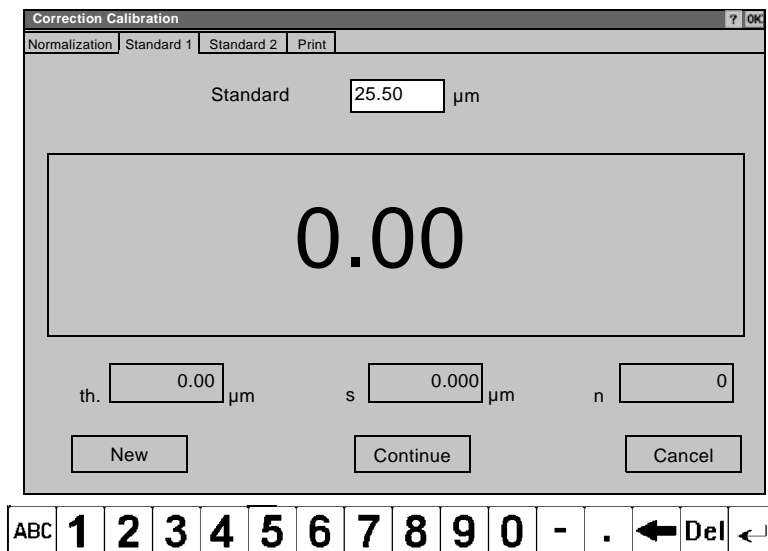 Correction Calibration ? OK
Normalization Standard 1 Standard 2 Print
Standard 25.50 µm
0.00
th. 0.00 µm s 0.000 µm n 0
New Continue Cancel
ABC 1 2 3 4 5 6 7 8 9 0 - . Del